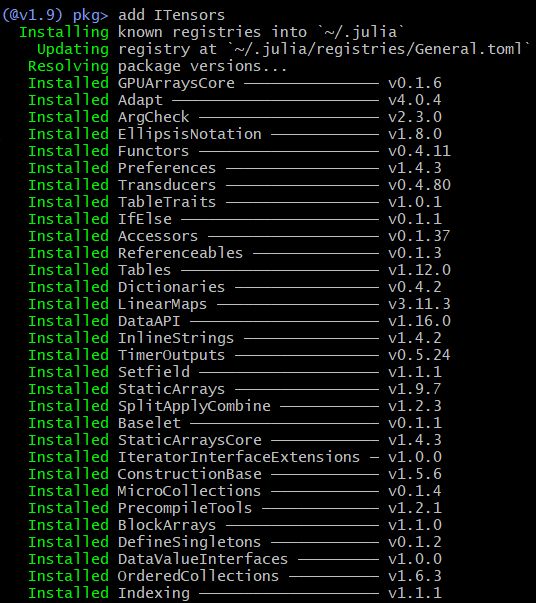 (@v1.9) pkg> add ITensors
Installing known registries into `~/.julia`
Updating registry at `~/.julia/registries/General.toml`
Resolving package versions...
Installed GPUArraysCore ─────────────── v0.1.6
Installed Adapt ─────────────────────── v4.0.4
Installed ArgCheck ──────────────────── v2.3.0
Installed EllipsisNotation ──────────── v1.8.0
Installed Functors ──────────────────── v0.4.11
Installed Preferences ───────────────── v1.4.3
Installed Transducers ───────────────── v0.4.80
Installed TableTraits ───────────────── v1.0.1
Installed IfElse ────────────────────── v0.1.1
Installed Accessors ─────────────────── v0.1.37
Installed Referenceables ────────────── v0.1.3
Installed Tables ────────────────────── v1.12.0
Installed Dictionaries ──────────────── v0.4.2
Installed LinearMaps ────────────────── v3.11.3
Installed DataAPI ───────────────────── v1.16.0
Installed InlineStrings ─────────────── v1.4.2
Installed TimerOutputs ──────────────── v0.5.24
Installed Setfield ──────────────────── v1.1.1
Installed StaticArrays ──────────────── v1.9.7
Installed SplitApplyCombine ─────────── v1.2.3
Installed Baselet ───────────────────── v0.1.1
Installed StaticArraysCore ──────────── v1.4.3
Installed IteratorInterfaceExtensions ─ v1.0.0
Installed ConstructionBase ──────────── v1.5.6
Installed MicroCollections ──────────── v0.1.4
Installed PrecompileTools ───────────── v1.2.1
Installed BlockArrays ───────────────── v1.1.0
Installed DefineSingletons ──────────── v0.1.2
Installed DataValueInterfaces ───────── v1.0.0
Installed OrderedCollections ────────── v1.6.3
Installed Indexing ──────────────────── v1.1.1